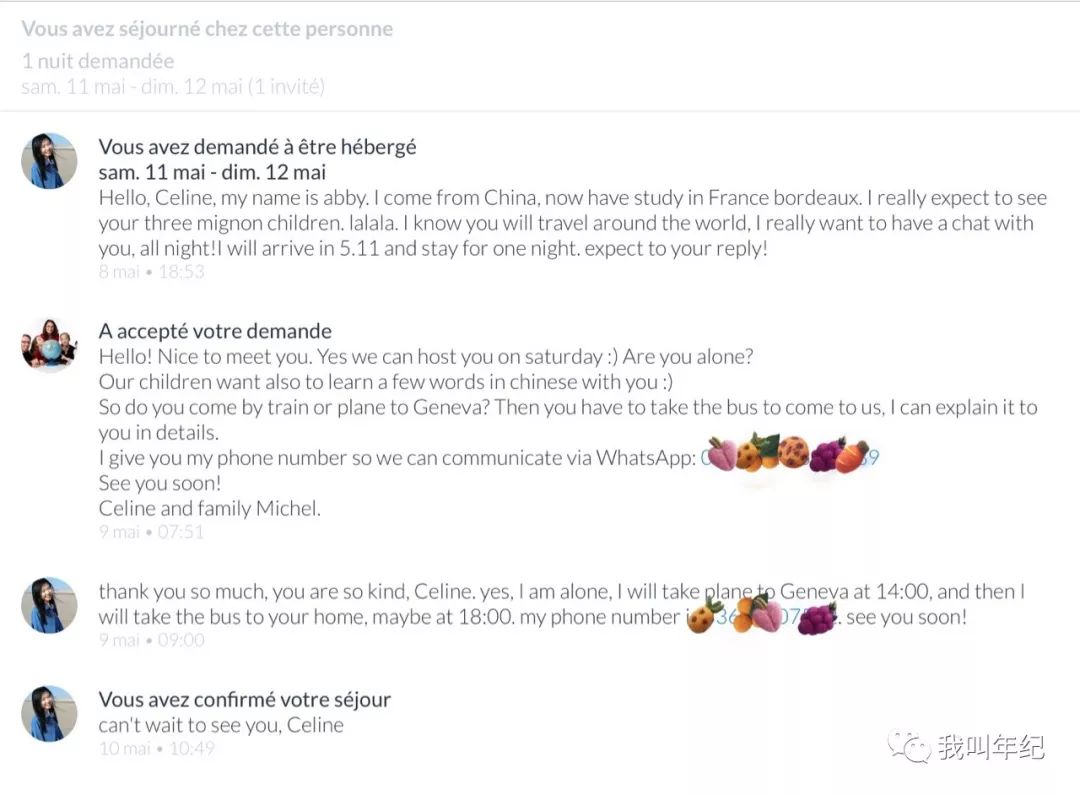 Vous avez séjourné chez cette personne
1 nuit demandée
sam. 11 mai - dim. 12 mai (1 invité)
Vous avez demandé à être hébergé
sam. 11 mai - dim. 12 mai
Hello, Celine, my name is abby. I come from China, now have study in France bordeaux. I really expect to see
your three mignon children. lalala. I know you will travel around the world, I really want to have a chat with
you, all night!I will arrive in 5.11 and stay for one night. expect to your reply!
8 mai • 18:53
A accepté votre demande
Hello! Nice to meet you. Yes we can host you on saturday :) Are you alone?
Our children want also to learn a few words in chinese with you :)
So do you come by train or plane to Geneva? Then you have to take the bus to come to us, I can explain it to
you in details.
I give you my phone number so we can communicate via WhatsApp:
See you soon!
Celine and family Michel.
9 mai • 07:51
thank you so much, you are so kind, Celine. yes, I am alone, I will take plane to Geneva at 14:00, and then I
will take the bus to your home, maybe at 18:00. my phone number see you soon!
9 mai • 09:00
Vous avez confirmé votre séjour
can't wait to see you, Celine
10 mai • 10:49
我叫年纪